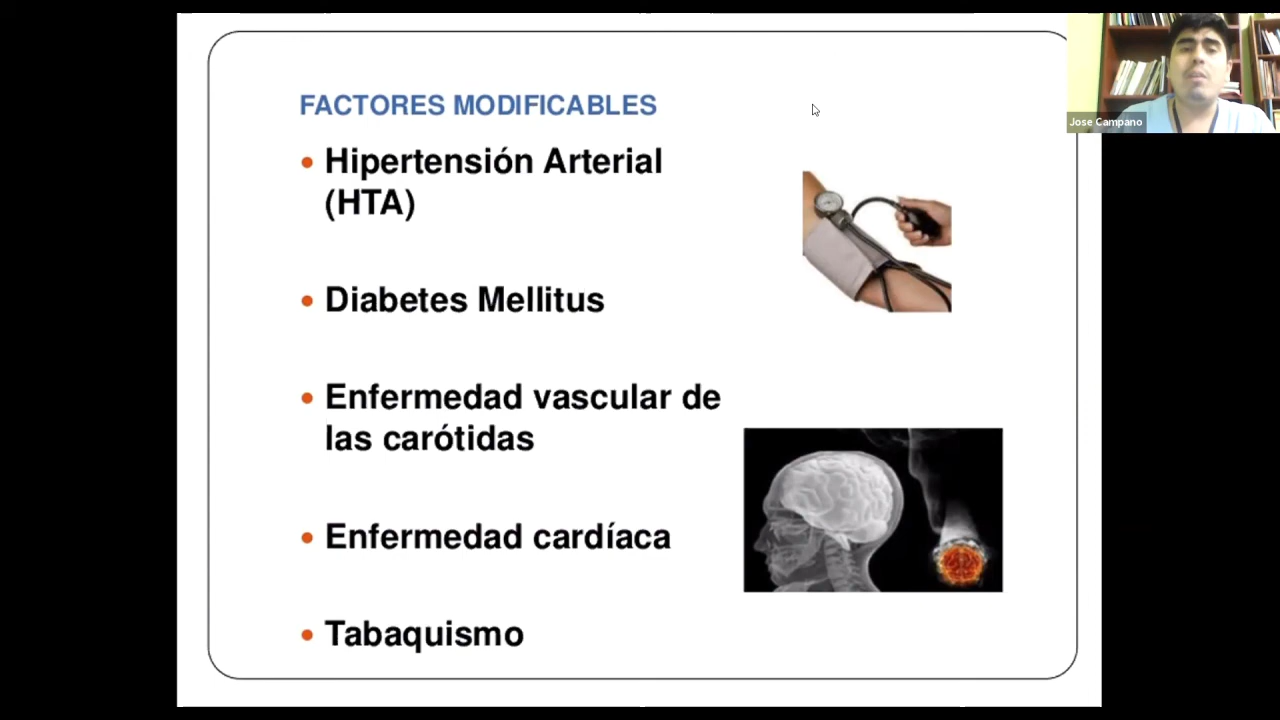 FACTORES MODIFICABLES
• Hipertensión Arterial
(HTA)
• Diabetes Mellitus
• Enfermedad vascular de
las carótidas
• Enfermedad cardíaca
• Tabaquismo
Jose Campano